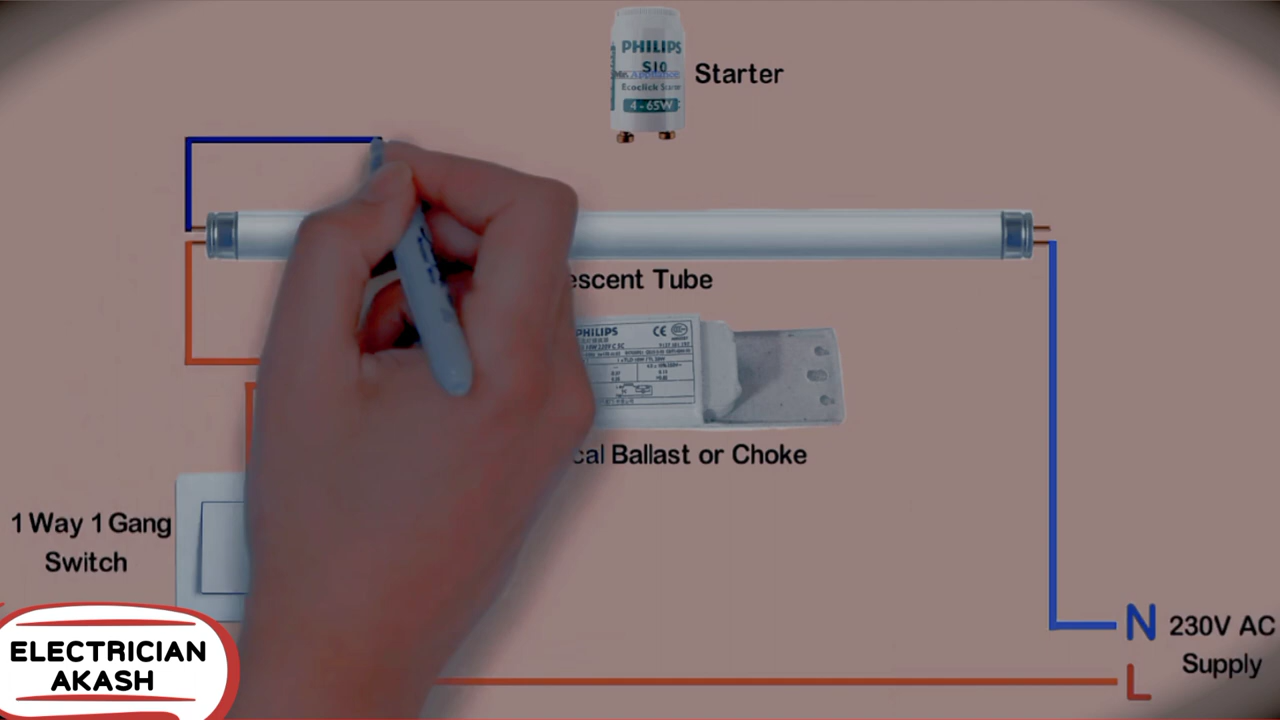 PHILIPS
S10
Ecoclick Starter
4-65W
Starter
escent Tube
PHILIPS
CE
cal Ballast or Choke
1 Way 1 Gang
Switch
ELECTRICIAN
AKASH
N 230V AC
Supply
L